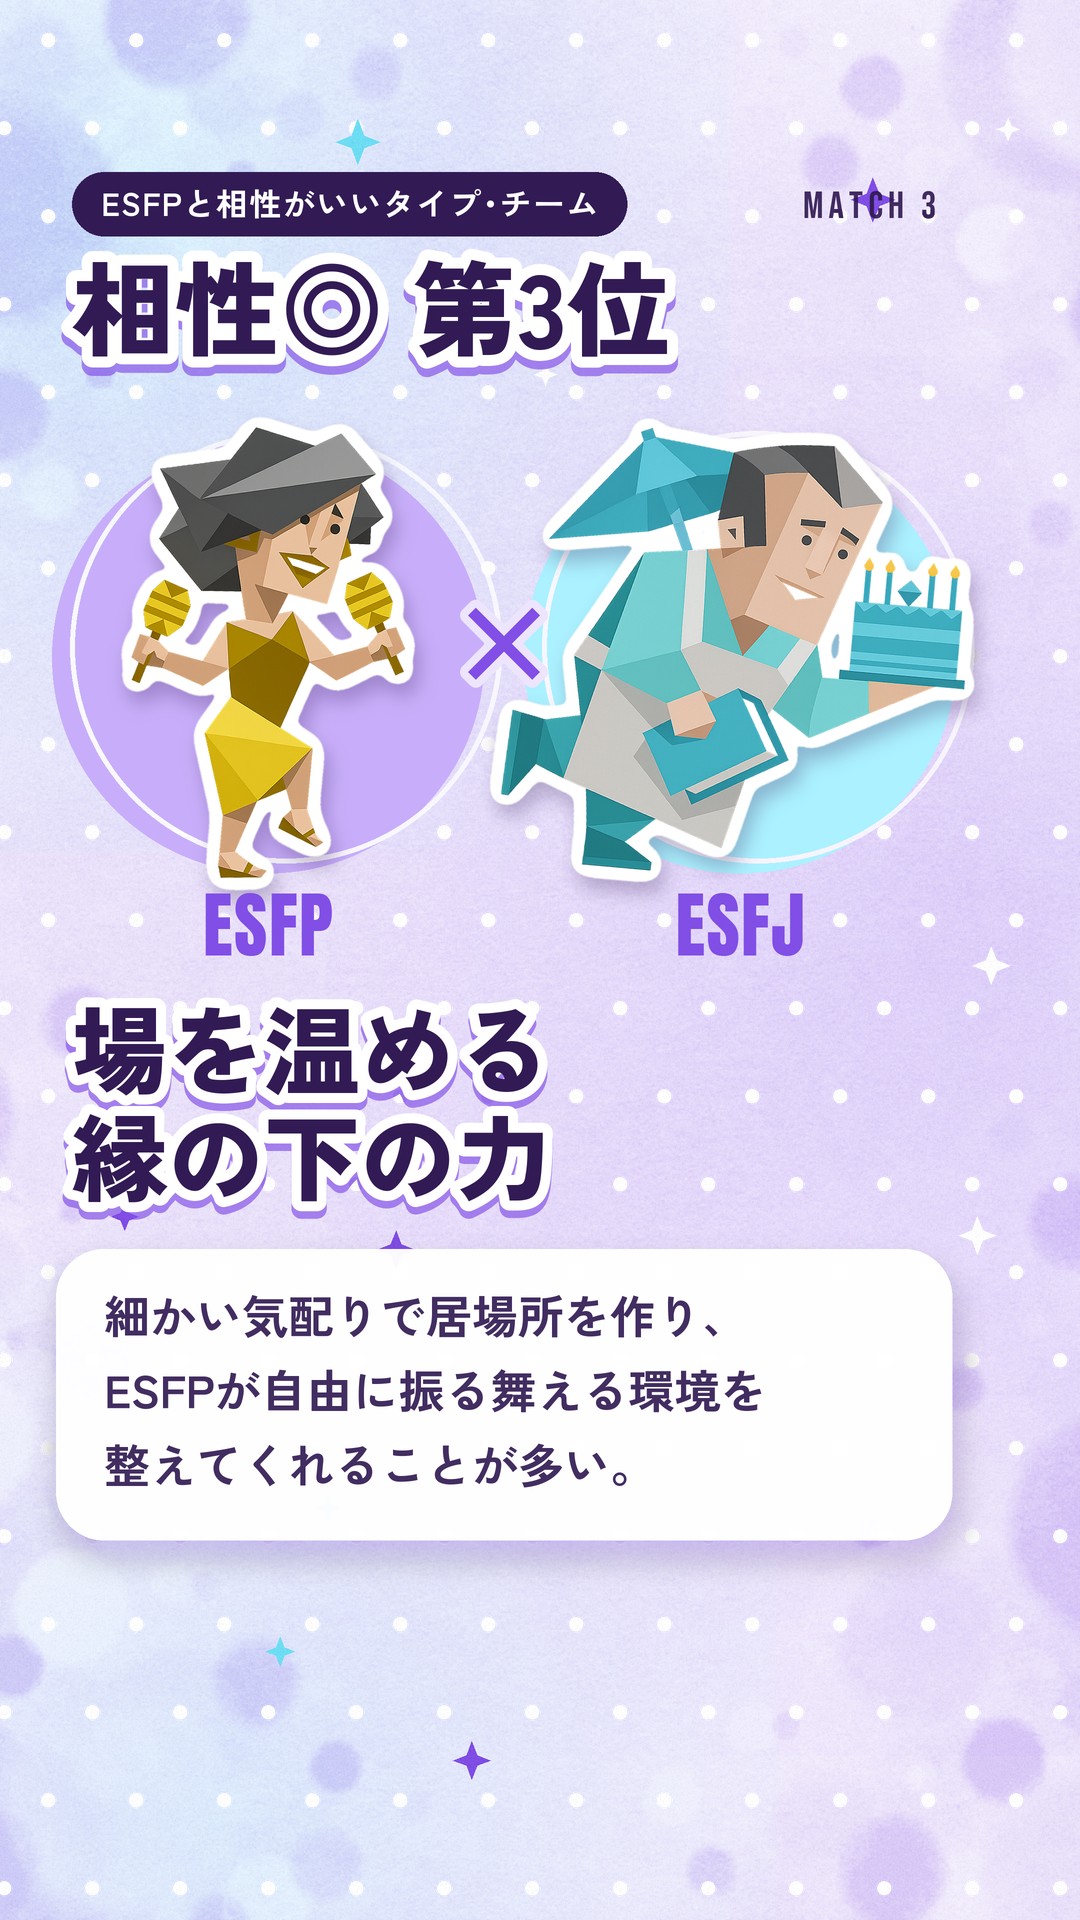 ESFPと相性がいいタイプ・チーム
MATCH 3
相性◎ 第3位
×
ESFP
ESFJ
場を温める
縁の下の力
細かい気配りで居場所を作り、
ESFPが自由に振る舞える環境を
整えてくれることが多い。